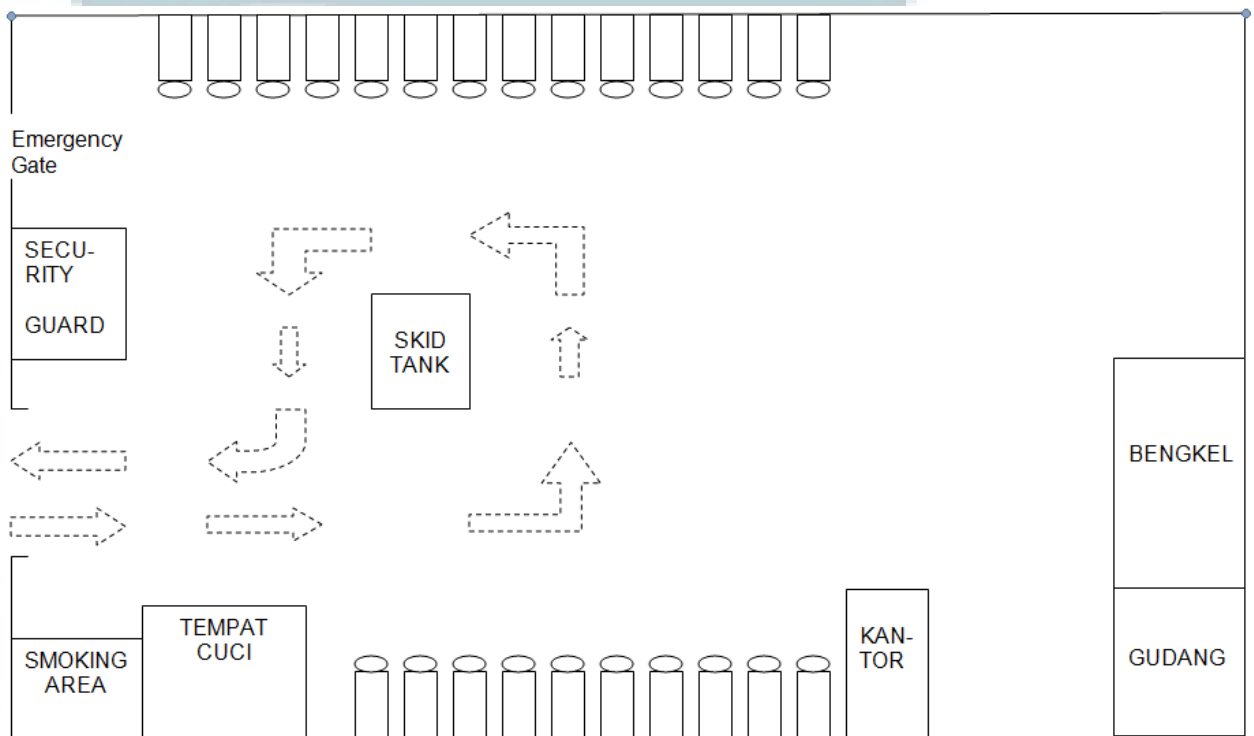 Emergency
Gate
SECU-
RITY
GUARD
SKID
TANK
BENGKEL
TEMPAT
CUCI
KAN-
TOR
SMOKING
AREA
GUDANG